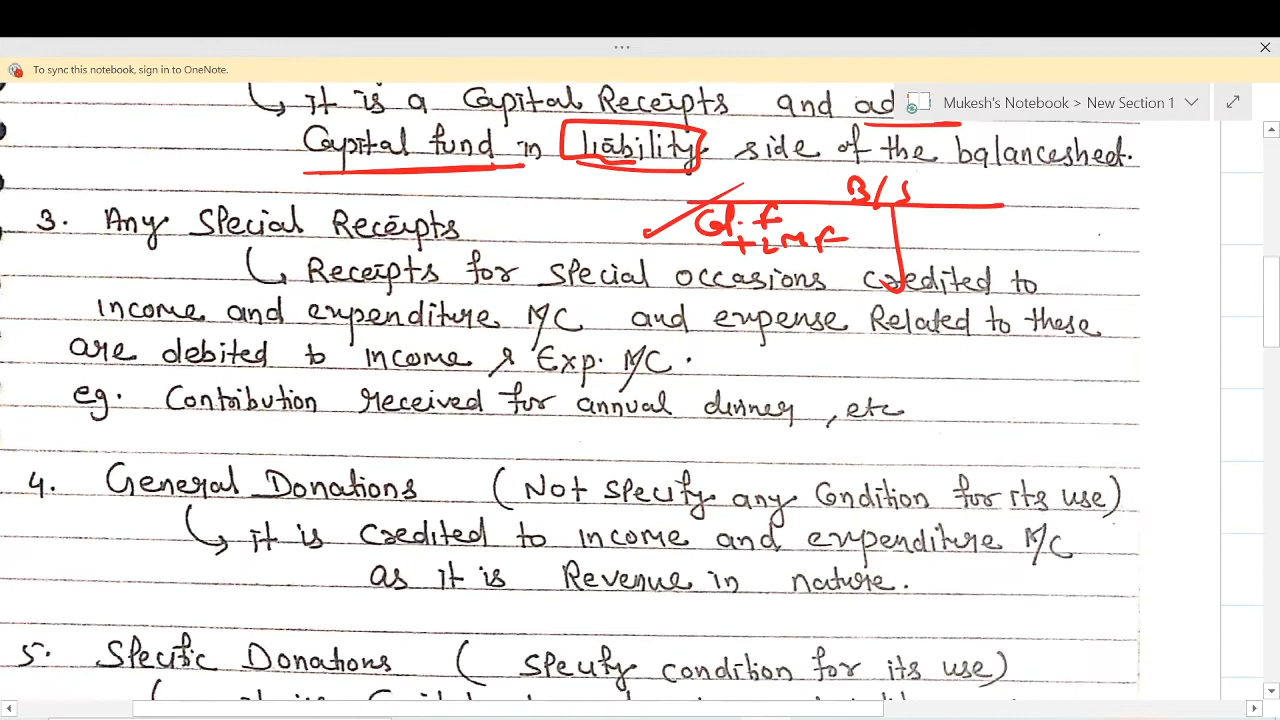 ...
To sync this notebook, sign in to OneNote.
Mukesh's Notebook > New Section 1
↳ it is a Capital Receipts and ad
Capital fund in liability side of the balancesheet.
B/S
3. Any Special Receipts
+ LMF
↳ Receipts for special occasions credited to
income and expenditure A/C and expense Related to these
are debited to income & Exp. A/C.
eg. Contribution received for annual dinner, etc
4. General Donations (Not specify any Condition for its use)
↳ it is credited to income and expenditure A/C
as it is Revenue in nature.
5. Specific Donations (Specify condition for its use)